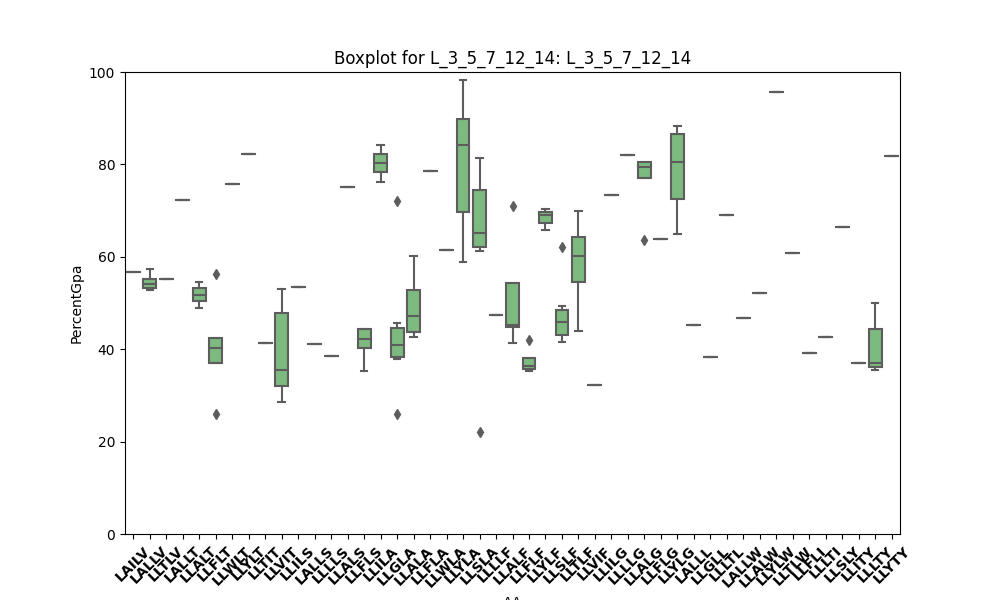 Boxplot for L_3_5_7_12_14: L_3_5_7_12_14
100
80
60
40
20
0
PercentGpa
LAILV
LALLV
LLTLV
LALLT
LLALT
LLFLT
LLWLT
LLYLT
LLTIT
LLVIT
LLILS
LALLS
LLLLS
LLALS
LLFLS
LLILA
LLGLA
LLALA
LLFLA
LLWLA
LLYLA
LLSLA
LLLLF
LLALF
LLFLF
LLYLF
LLSLF
LLTLF
LLVIF
LLILG
LLLLG
LLALG
LLFLG
LLYLG
LALLL
LLGLL
LLLTL
LALLW
LLALW
LLYLW
LLTLW
LLFLI
LLLTI
LLSLY
LLITY
LLLTY
LLYTY